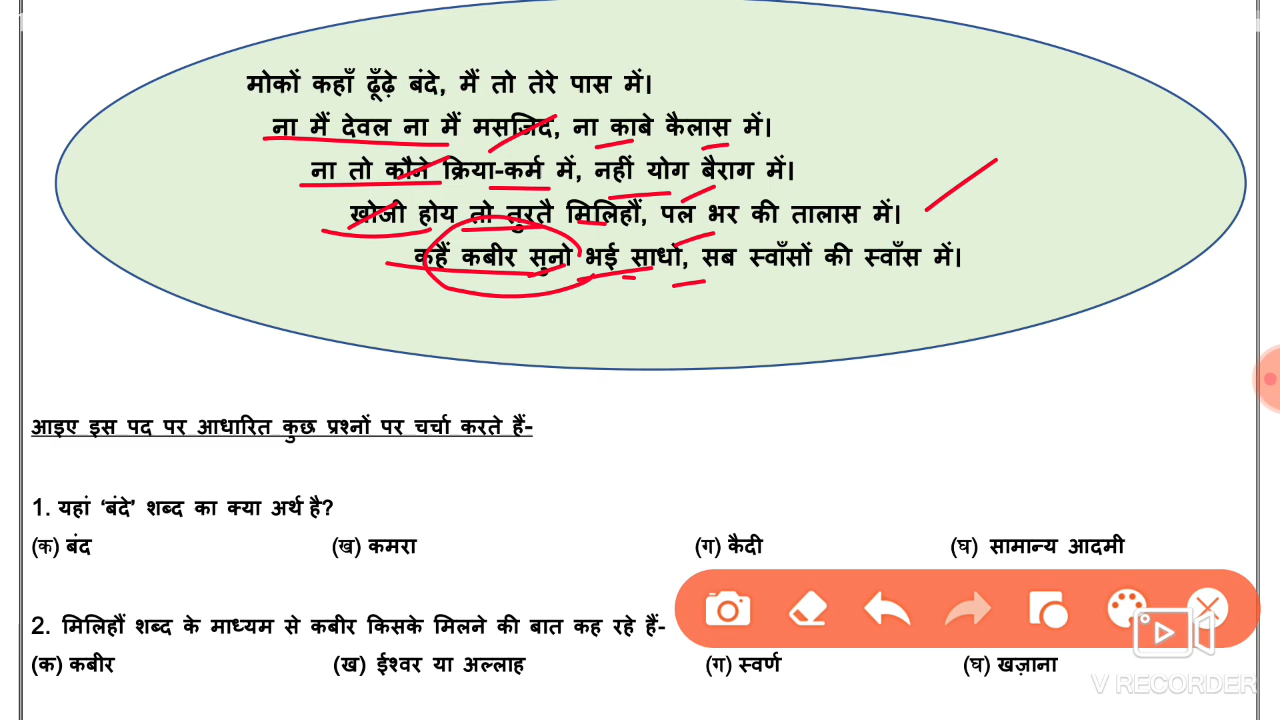 मोकों कहाँ ढूँढ़े बंदे, मैं तो तेरे पास में।
ना मैं देवल ना मैं मसजिद, ना काबे कैलास में।
ना तो कौने क्रिया-कर्म में, नहीं योग बैराग में।
खोजी होय तो तुरतै मिलिहौं, पल भर की तालास में।
कहैं कबीर सुनो भई साधो, सब स्वाँसों की स्वाँस में।
आइए इस पद पर आधारित कुछ प्रश्नों पर चर्चा करते हैं-
1. यहां ‘बंदे’ शब्द का क्या अर्थ है?
(क) बंद (ख) कमरा (ग) कैदी (घ) सामान्य आदमी
2. मिलिहौं शब्द के माध्यम से कबीर किसके मिलने की बात कह रहे हैं-
(क) कबीर (ख) ईश्वर या अल्लाह (ग) स्वर्ण (घ) खज़ाना
V RECORDER